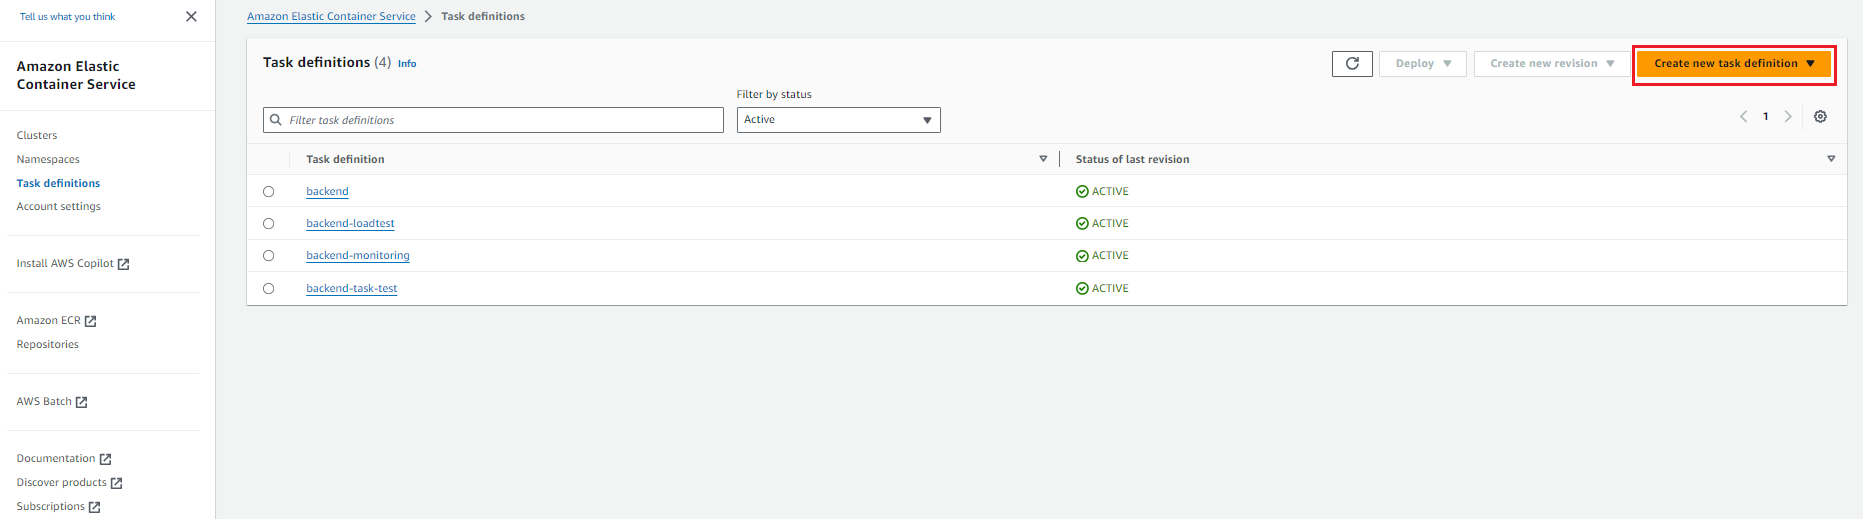 Tell us what you think
Amazon Elastic Container Service
Clusters
Namespaces
Task definitions
Account settings
Install AWS Copilot
Amazon ECR
Repositories
AWS Batch
Documentation
Discover products
Subscriptions
Amazon Elastic Container Service > Task definitions
Task definitions (4) Info
Deploy
Create new revision
Create new task definition
Filter by status
Filter task definitions
Active
1
Task definition Status of last revision
backend ACTIVE
backend-loadtest ACTIVE
backend-monitoring ACTIVE
backend-task-test ACTIVE